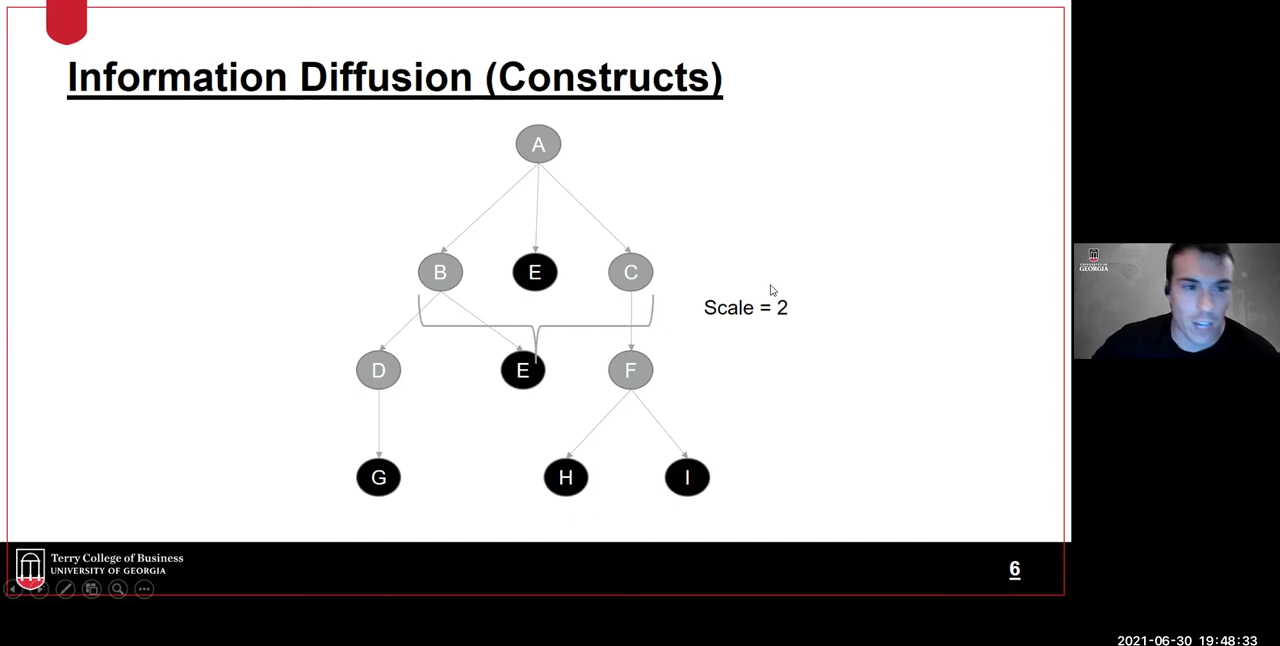 Information Diffusion (Constructs)
A
B
E
C
Scale = 2
D
E
F
G
H
I
Terry College of Business
UNIVERSITY OF GEORGIA
6
GEORGIA
2021-06-30 19:48:33